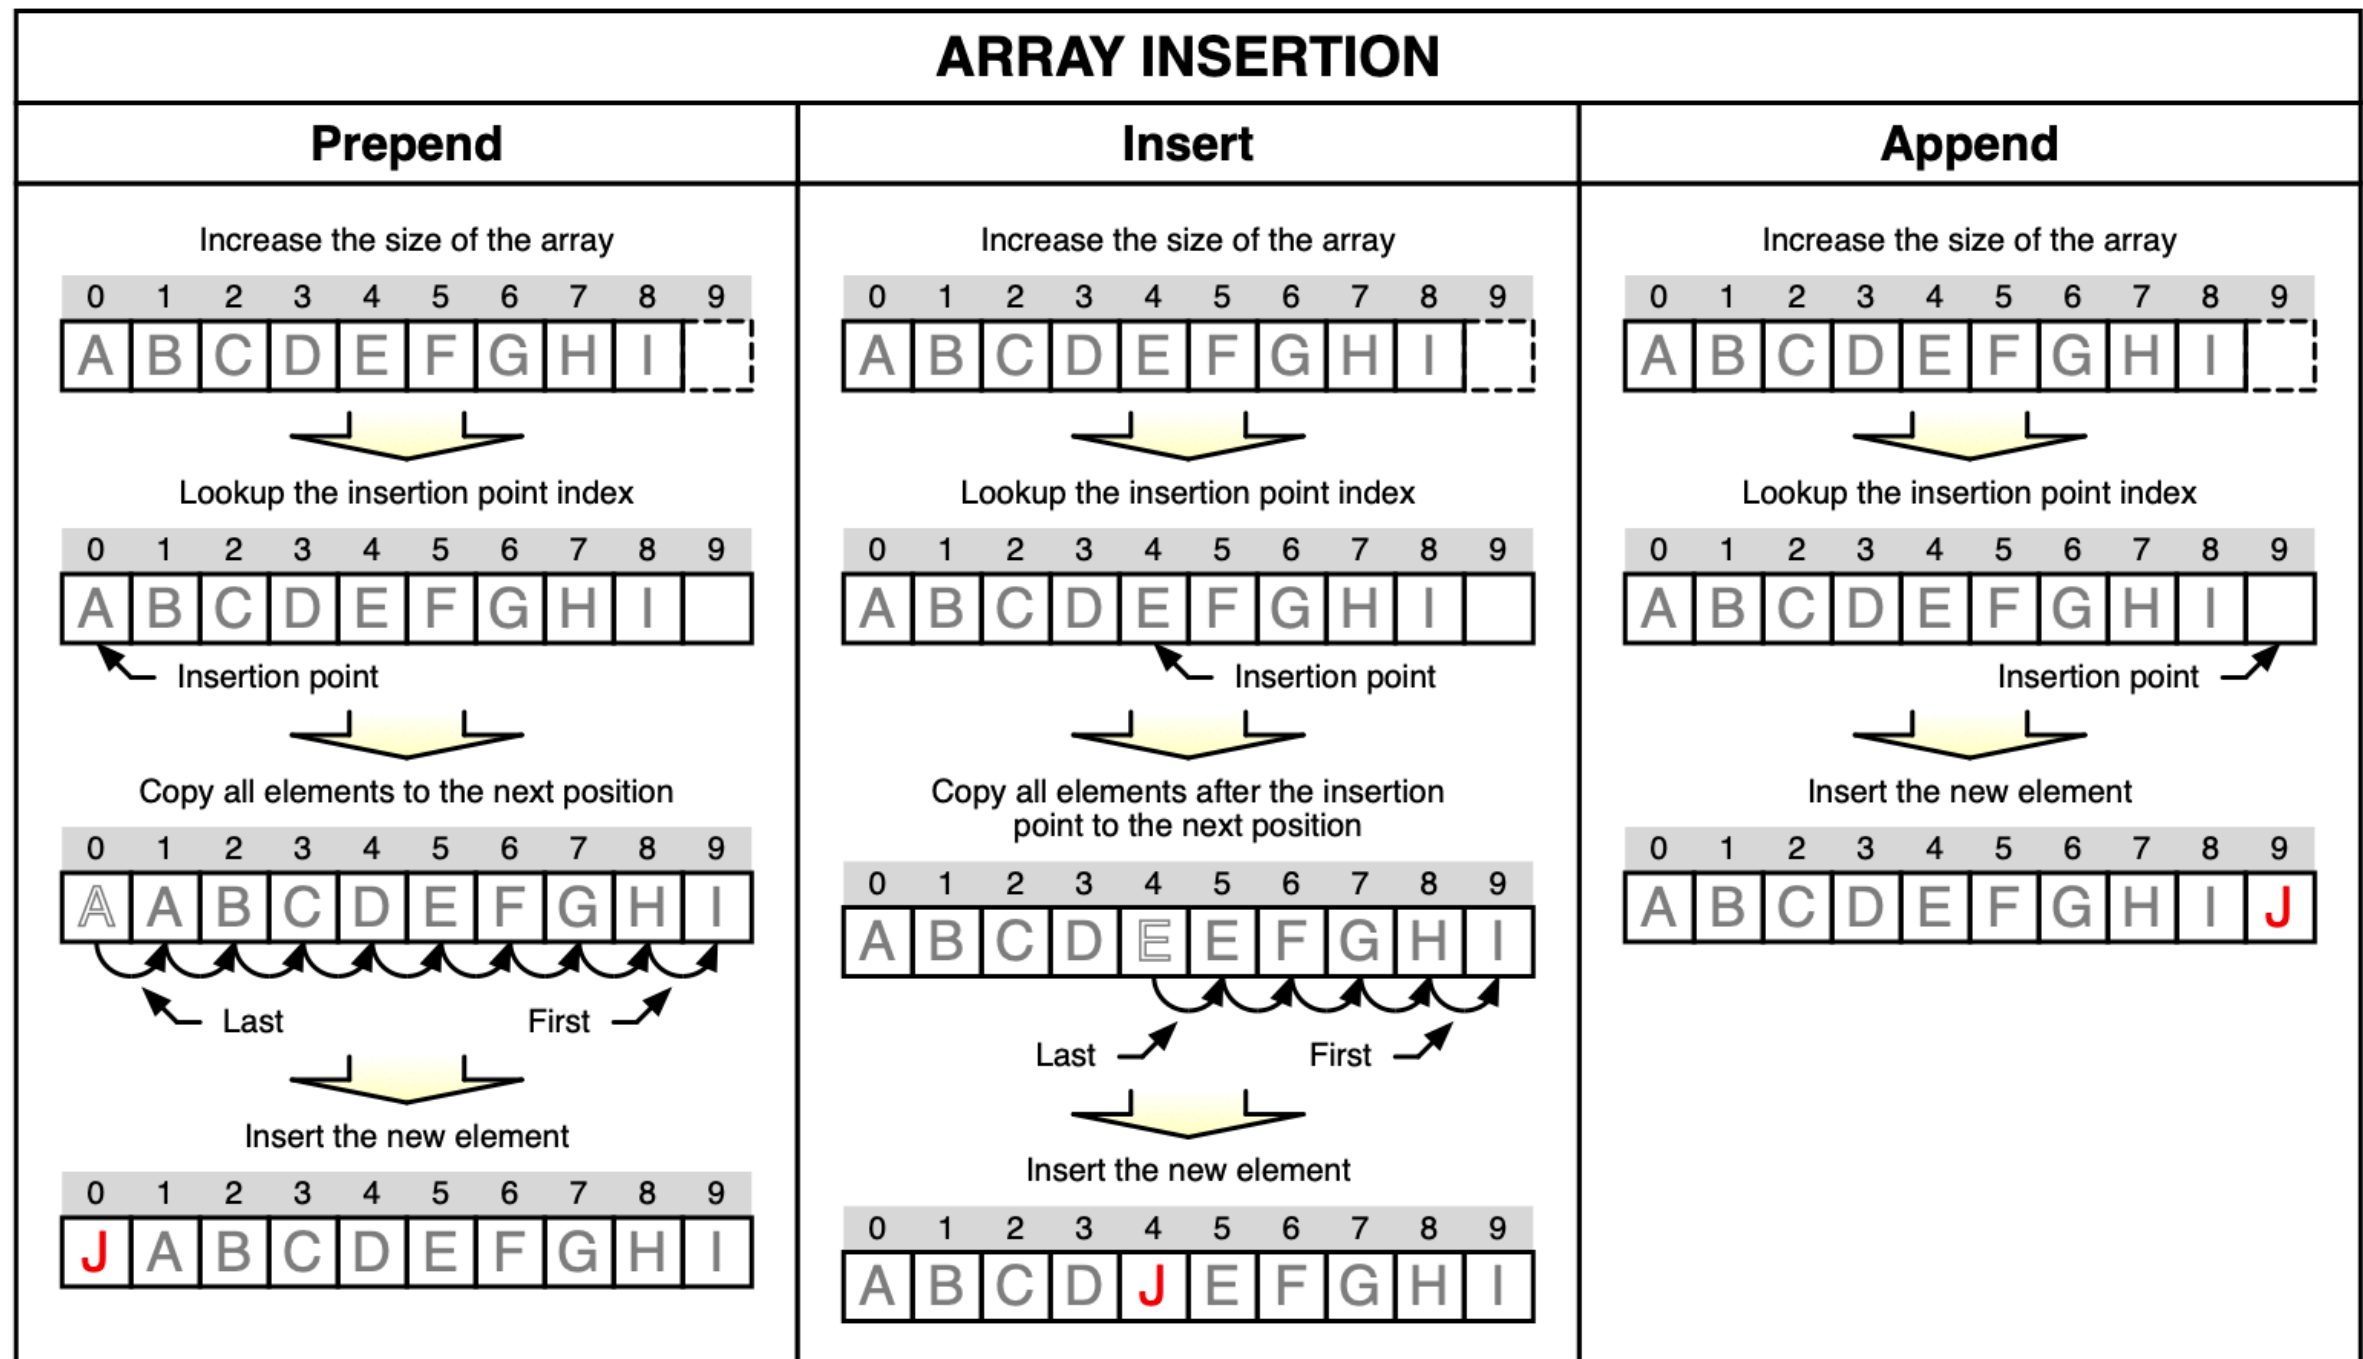 ARRAY INSERTION
Prepend
Increase the size of the array
0 1 2 3 4 5 6 7 8 9
A B C D E F G H I
Lookup the insertion point index
0 1 2 3 4 5 6 7 8 9
A B C D E F G H I
Insertion point
Copy all elements to the next position
0 1 2 3 4 5 6 7 8 9
A A B C D E F G H I
Last First
Insert the new element
0 1 2 3 4 5 6 7 8 9
J A B C D E F G H I
Insert
Increase the size of the array
0 1 2 3 4 5 6 7 8 9
A B C D E F G H I
Lookup the insertion point index
0 1 2 3 4 5 6 7 8 9
A B C D E F G H I
Insertion point
Copy all elements after the insertion
point to the next position
0 1 2 3 4 5 6 7 8 9
A B C D E E F G H I
Last First
Insert the new element
0 1 2 3 4 5 6 7 8 9
A B C D J E F G H I
Append
Increase the size of the array
0 1 2 3 4 5 6 7 8 9
A B C D E F G H I
Lookup the insertion point index
0 1 2 3 4 5 6 7 8 9
A B C D E F G H I
Insertion point
Insert the new element
0 1 2 3 4 5 6 7 8 9
A B C D E F G H I J